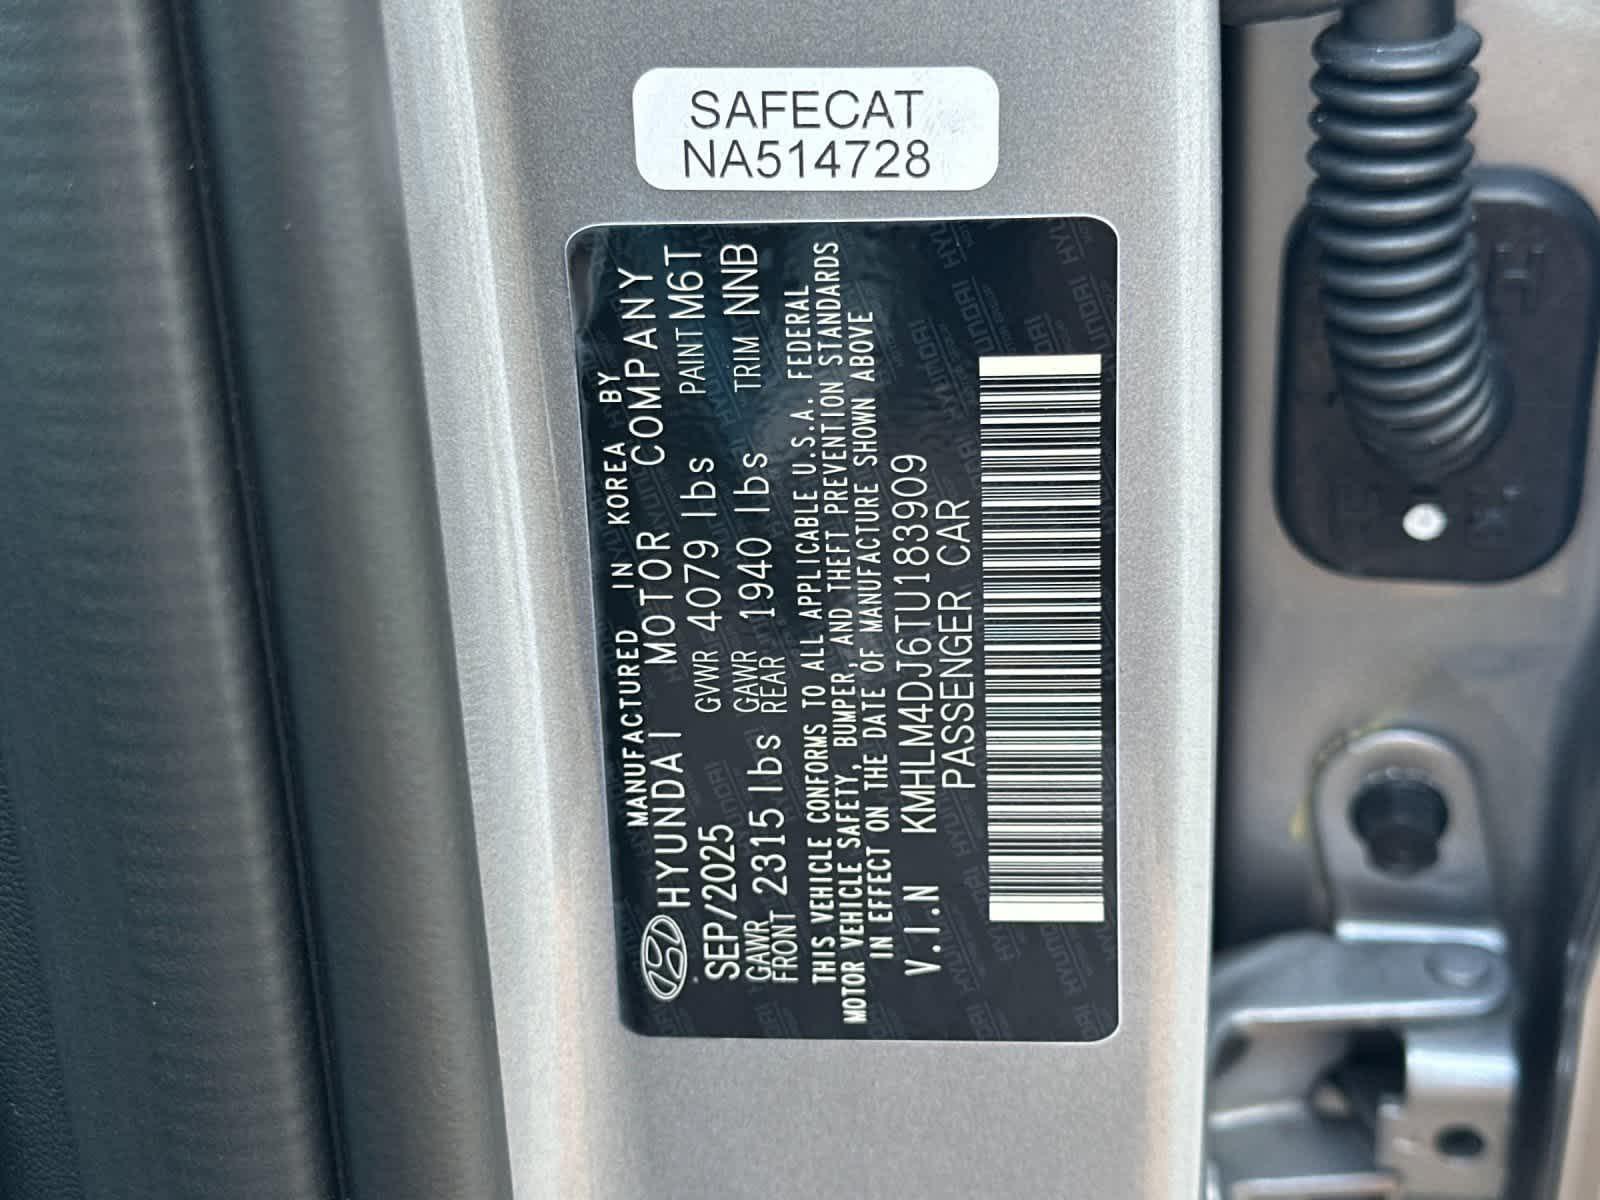 SAFECAT
NA514728
MANUFACTURED IN KOREA BY
HYUNDAI MOTOR COMPANY
SEP/2025 GVWR 4079 lbs PAINT M6T
GAWR FRONT 2315 lbs GAWR REAR 1940 lbs TRIM NNB
THIS VEHICLE CONFORMS TO ALL APPLICABLE U.S.A. FEDERAL
MOTOR VEHICLE SAFETY, BUMPER, AND THEFT PREVENTION STANDARDS
IN EFFECT ON THE DATE OF MANUFACTURE SHOWN ABOVE
V.I.N KMHLM4DJ6TU183909
PASSENGER CAR